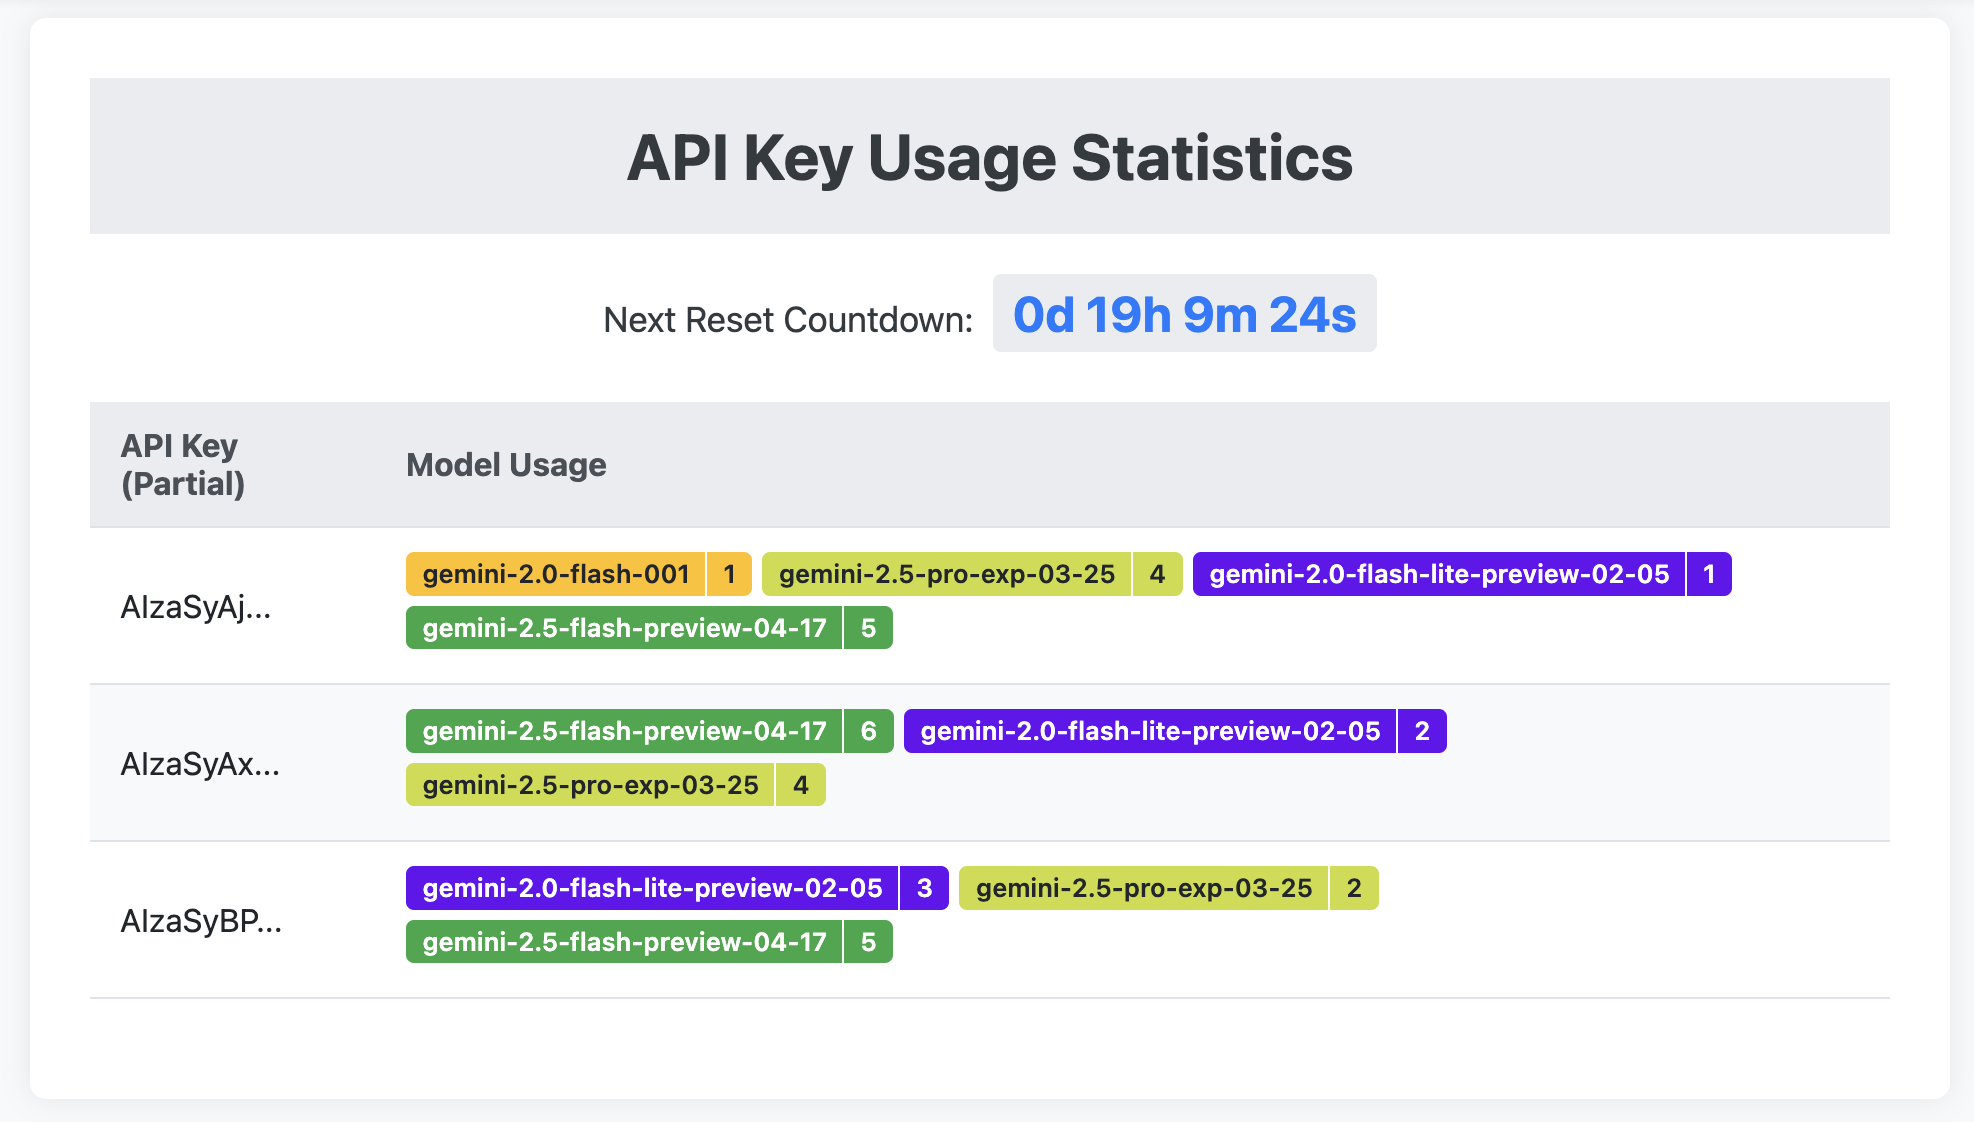 API Key Usage Statistics
Next Reset Countdown: 0d 19h 9m 24s
API Key
(Partial)
Model Usage
AIzaSyAj...
gemini-2.0-flash-001 1 gemini-2.5-pro-exp-03-25 4 gemini-2.0-flash-lite-preview-02-05 1
gemini-2.5-flash-preview-04-17 5
AIzaSyAx...
gemini-2.5-flash-preview-04-17 6 gemini-2.0-flash-lite-preview-02-05 2
gemini-2.5-pro-exp-03-25 4
AIzaSyBP...
gemini-2.0-flash-lite-preview-02-05 3 gemini-2.5-pro-exp-03-25 2
gemini-2.5-flash-preview-04-17 5